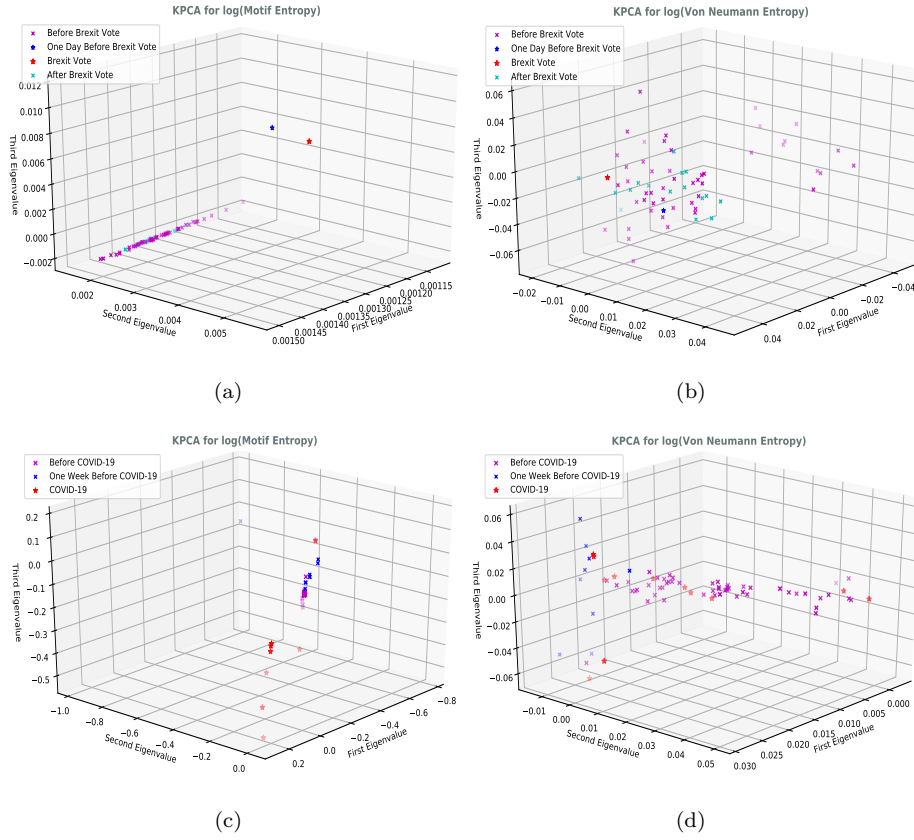 KPCA for log(Motif Entropy)
Before Brexit Vote
One Day Before Brexit Vote
Brexit Vote
After Brexit Vote
0.012
0.010
0.008
0.006
0.004
0.002
0.000
−0.002
Third Eigenvalue
0.002
0.003
0.004
0.005
Second Eigenvalue
0.00150
0.00145
0.00140
0.00135
0.00130
0.00125
0.00120
0.00115
First Eigenvalue
(a)
KPCA for log(Von Neumann Entropy)
Before Brexit Vote
One Day Before Brexit Vote
Brexit Vote
After Brexit Vote
0.06
0.04
0.02
0.00
−0.02
−0.04
−0.06
Third Eigenvalue
−0.02
−0.01
0.00
0.01
0.02
0.03
0.04
Second Eigenvalue
0.04
0.02
0.00
−0.02
−0.04
First Eigenvalue
(b)
KPCA for log(Motif Entropy)
Before COVID-19
One Week Before COVID-19
COVID-19
0.2
0.1
0.0
−0.1
−0.2
−0.3
−0.4
−0.5
Third Eigenvalue
−1.0
−0.8
−0.6
−0.4
−0.2
0.0
Second Eigenvalue
0.2
0.0
−0.2
−0.4
−0.6
−0.8
First Eigenvalue
(c)
KPCA for log(Von Neumann Entropy)
Before COVID-19
One Week Before COVID-19
COVID-19
0.06
0.04
0.02
0.00
−0.02
−0.04
−0.06
Third Eigenvalue
−0.01
0.00
0.01
0.02
0.03
0.04
0.05
Second Eigenvalue
0.030
0.025
0.020
0.015
0.010
0.005
0.000
First Eigenvalue
(d)